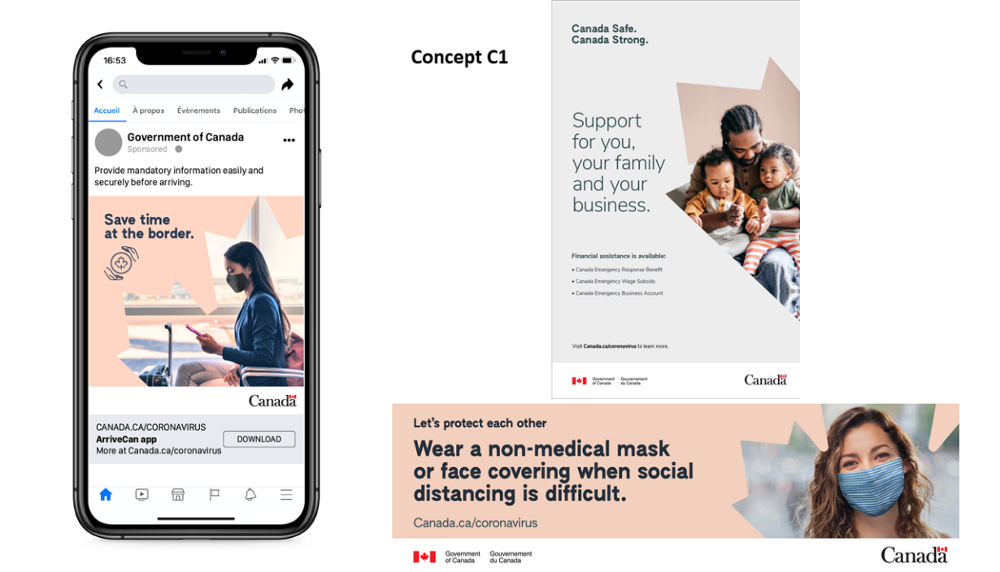 16:53
Accueil À propos Évènements Publications Phot
Government of Canada
Sponsored
Provide mandatory information easily and
securely before arriving.
Save time
at the border.
Canada
CANADA.CA/CORONAVIRUS
ArriveCan app
More at Canada.ca/coronavirus
DOWNLOAD
Concept C1
Canada Safe.
Canada Strong.
Support
for you,
your family
and your
business.
Financial assistance is available:
• Canada Emergency Response Benefit
• Canada Emergency Wage Subsidy
• Canada Emergency Business Account
Visit Canada.ca/coronavirus to learn more.
Government
of Canada
Gouvernement
du Canada
Canada
Let's protect each other
Wear a non-medical mask
or face covering when social
distancing is difficult.
Canada.ca/coronavirus
Government
of Canada
Gouvernement
du Canada
Canada